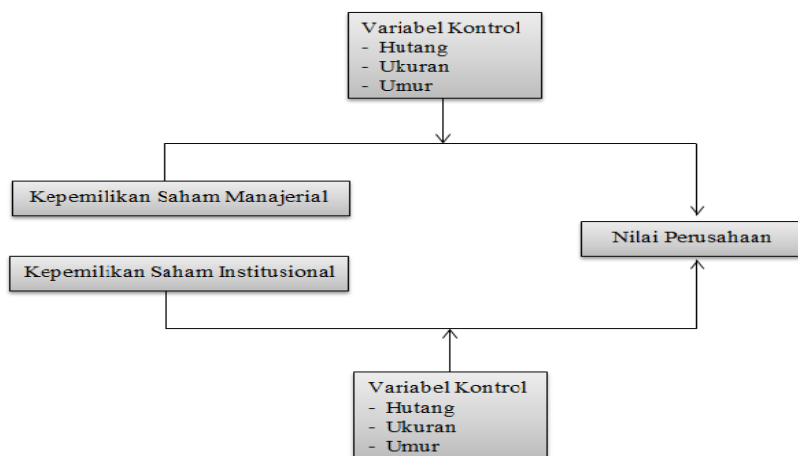 Variabel Kontrol
- Hutang
- Ukuran
- Umur
Kepemilikan Saham Manajerial
Nilai Perusahaan
Kepemilikan Saham Institusional
Variabel Kontrol
- Hutang
- Ukuran
- Umur